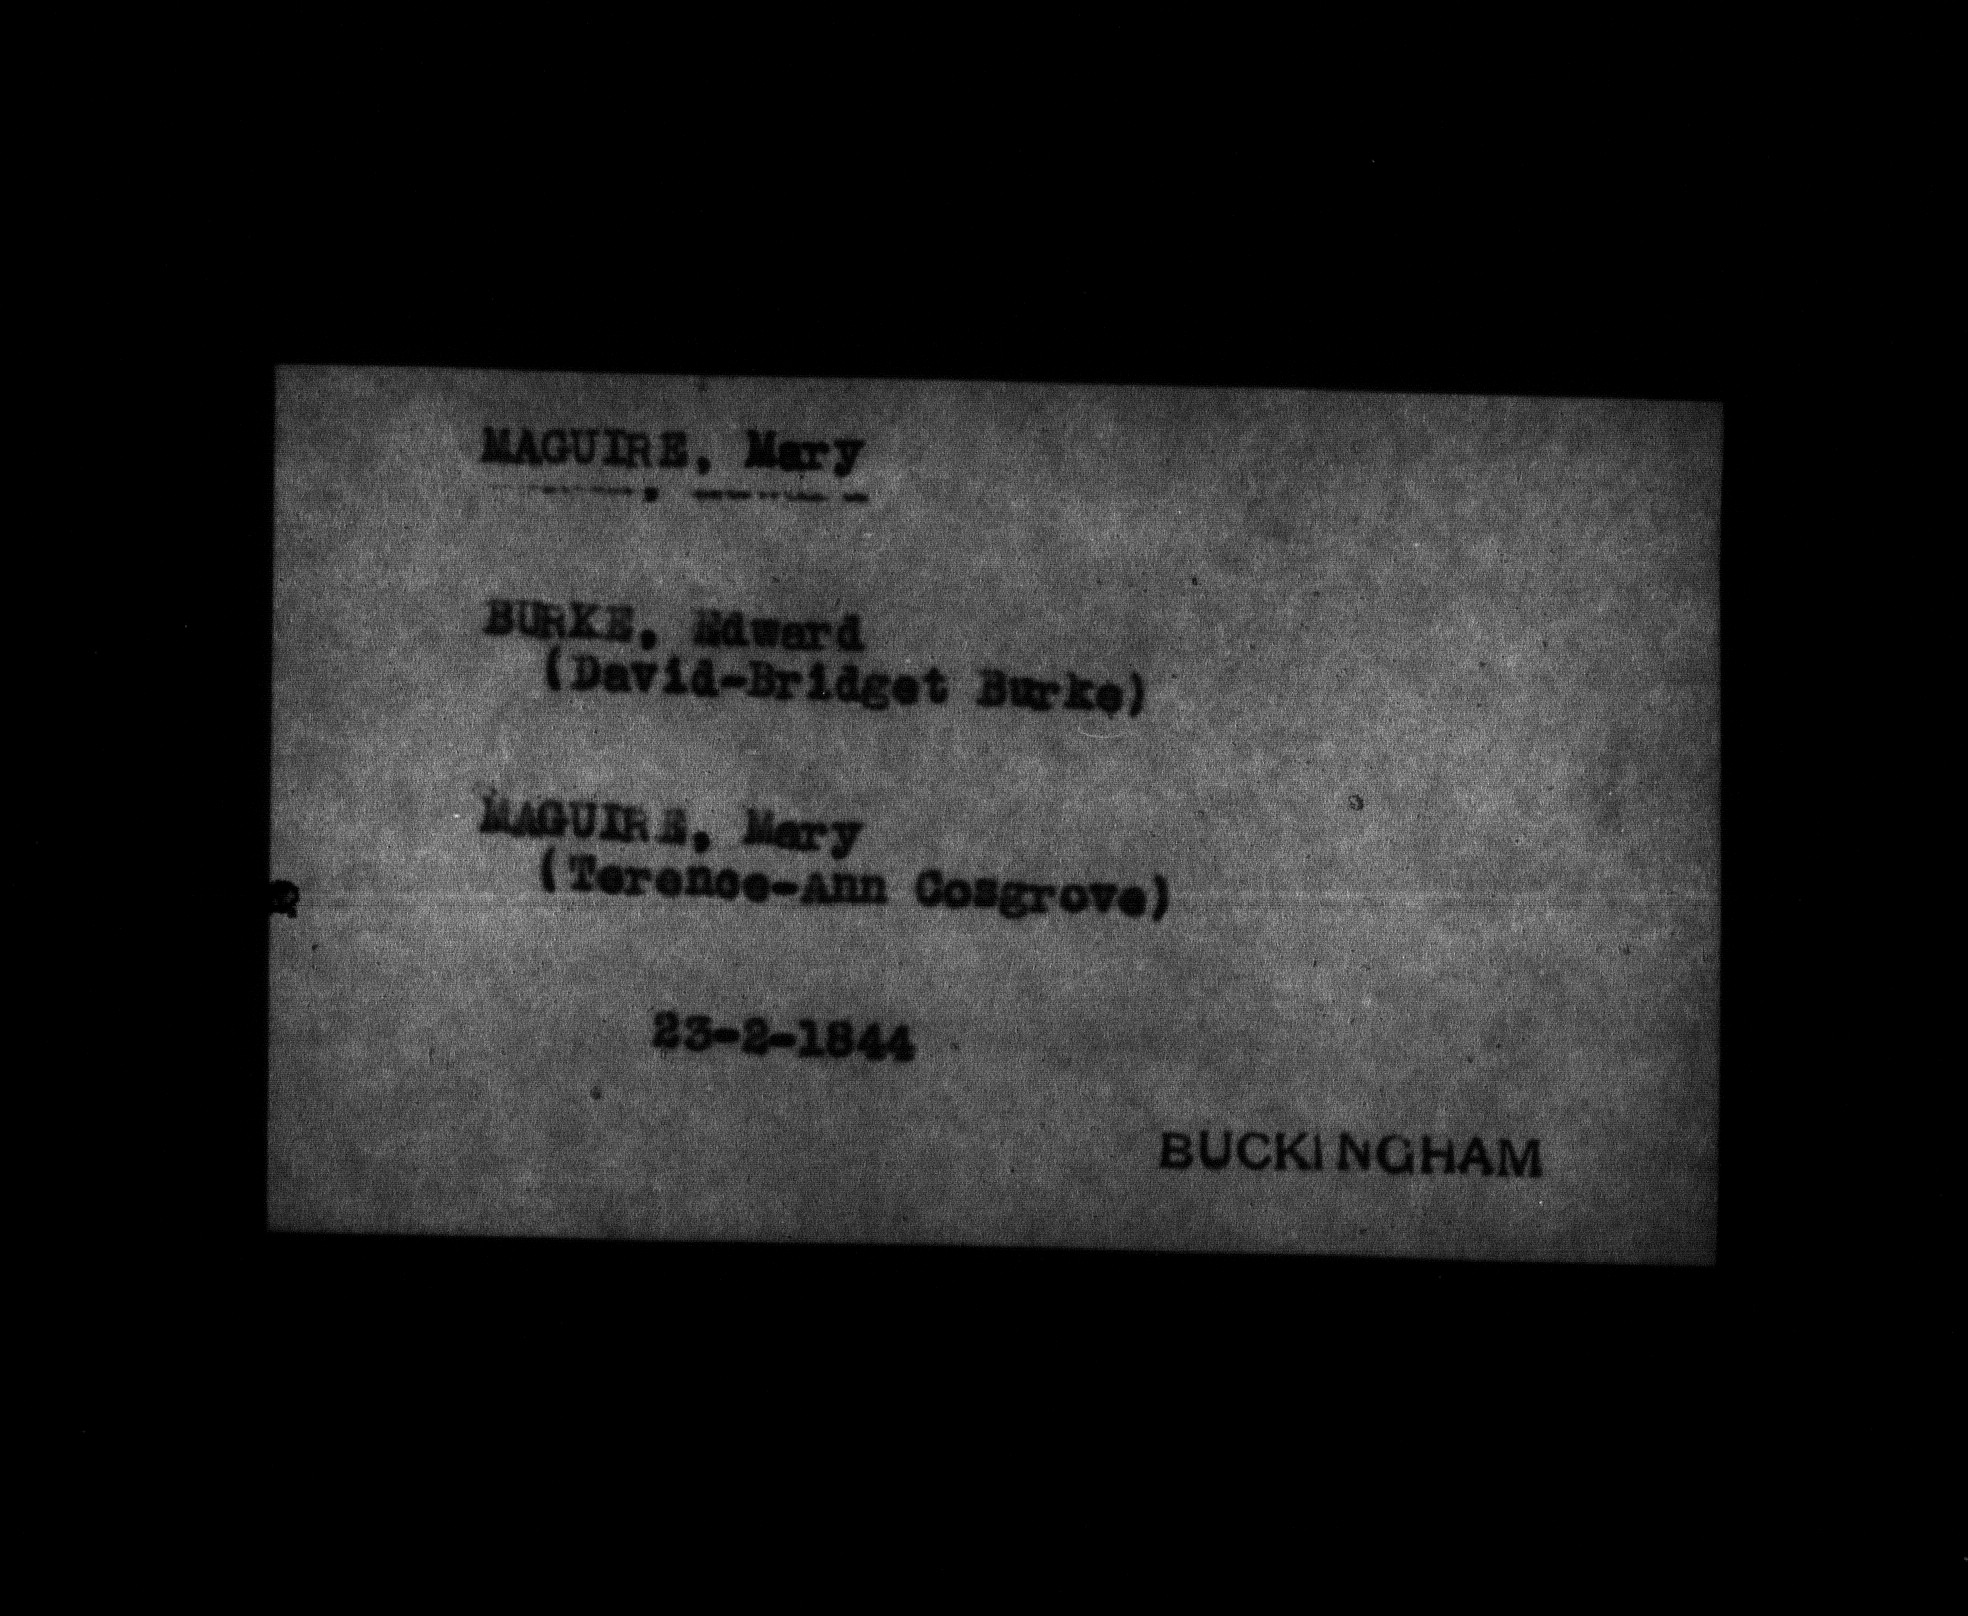 MAGUIRE, Mary
BURKE, Edward
(David-Bridget Burke)
MAGUIRE, Mary
(Terence-Ann Cosgrove)
23-2-1844
BUCKINGHAM